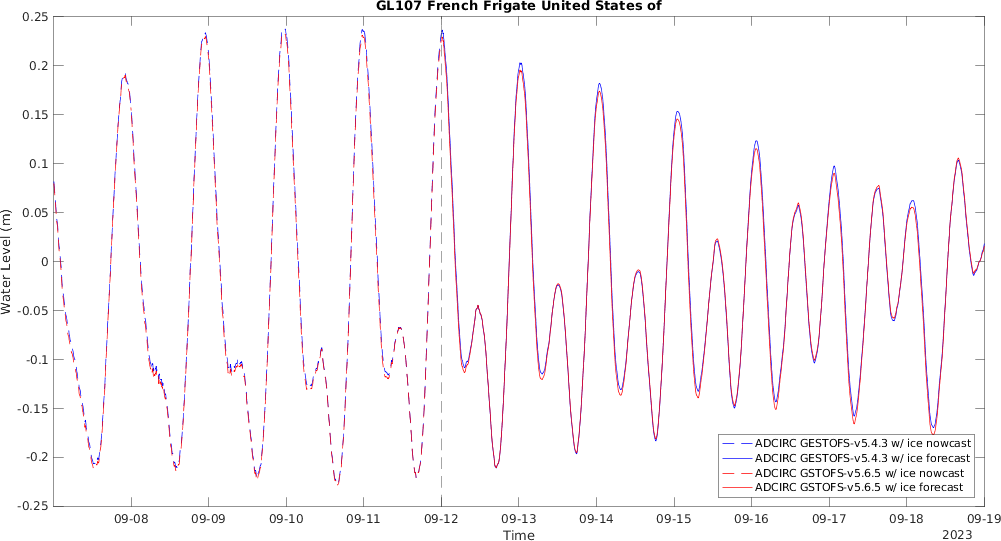 GL107 French Frigate United States of
0.25
0.2
0.15
0.1
0.05
0
-0.05
-0.1
-0.15
-0.2
-0.25
Water Level (m)
ADCIRC GESTOFS-v5.4.3 w/ ice nowcast
ADCIRC GESTOFS-v5.4.3 w/ ice forecast
ADCIRC GSTOFS-v5.6.5 w/ ice nowcast
ADCIRC GSTOFS-v5.6.5 w/ ice forecast
09-08 09-09 09-10 09-11 09-12 09-13 09-14 09-15 09-16 09-17 09-18 09-19
Time
2023